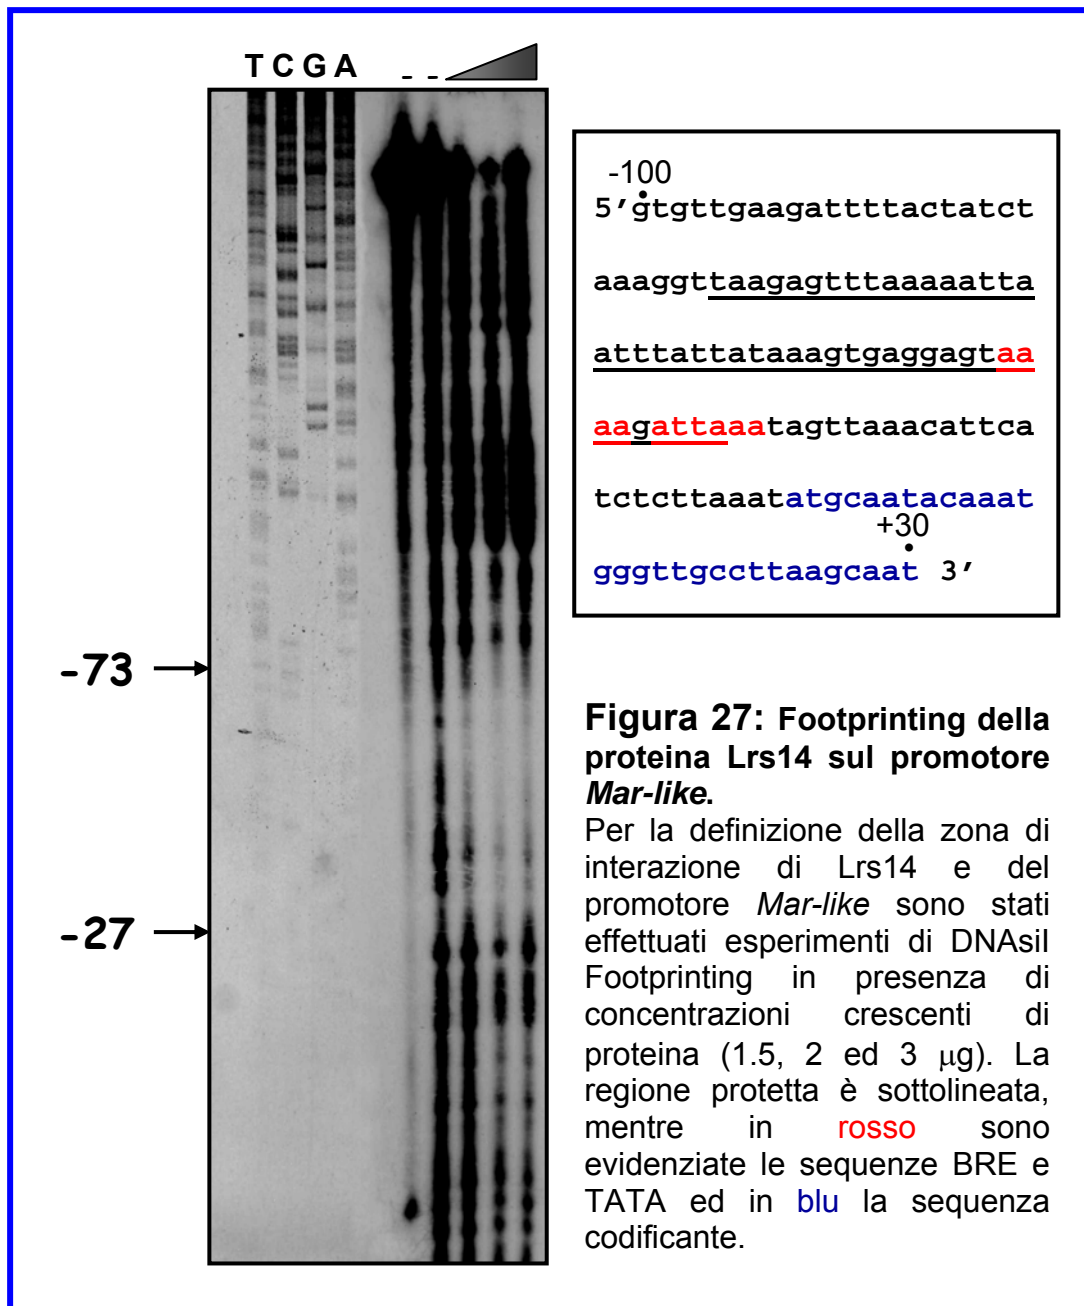 T C G A - -
-73
-27
-100
5’gtgttgaagattttactatct
aaaggttaagagtttaaaaatta
atttattataaagtgaggagtaa
aagattaaatagttaaacattca
tctcttaaatatgcaatacaaat
+30
gggttgccttaagcaat 3’
Figura 27: Footprinting della
proteina Lrs14 sul promotore
Mar-like.
Per la definizione della zona di
interazione di Lrs14 e del
promotore Mar-like sono stati
effettuati esperimenti di DNAsiI
Footprinting in presenza di
concentrazioni crescenti di
proteina (1.5, 2 ed 3 μg). La
regione protetta è sottolineata,
mentre in rosso sono
evidenziate le sequenze BRE e
TATA ed in blu la sequenza
codificante.